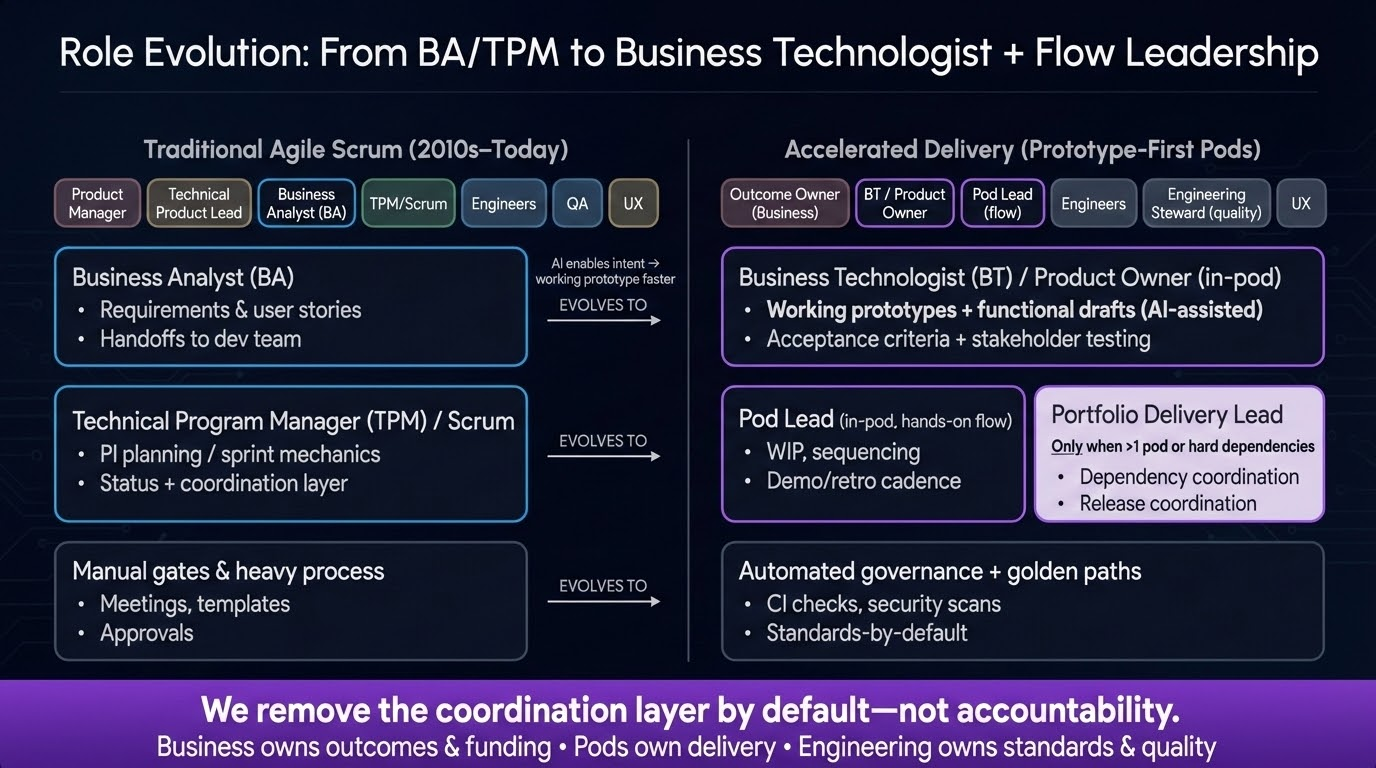 Role Evolution: From BA/TPM to Business Technologist + Flow Leadership
Traditional Agile Scrum (2010s–Today)
Product
Manager
Technical
Product Lead
Business
Analyst (BA)
TPM/Scrum
Engineers
QA
UX
Business Analyst (BA)
• Requirements & user stories
• Handoffs to dev team
AI enables intent →
working prototype faster
EVOLVES TO
Technical Program Manager (TPM) / Scrum
• PI planning / sprint mechanics
• Status + coordination layer
EVOLVES TO
Manual gates & heavy process
• Meetings, templates
• Approvals
EVOLVES TO
Accelerated Delivery (Prototype-First Pods)
Outcome Owner
(Business)
BT / Product
Owner
Pod Lead
(flow)
Engineers
Engineering
Steward (quality)
UX
Business Technologist (BT) / Product Owner (in-pod)
• Working prototypes + functional drafts (AI-assisted)
• Acceptance criteria + stakeholder testing
Pod Lead (in-pod, hands-on flow)
• WIP, sequencing
• Demo/retro cadence
Portfolio Delivery Lead
Only when >1 pod or hard dependencies
• Dependency coordination
• Release coordination
Automated governance + golden paths
• CI checks, security scans
• Standards-by-default
We remove the coordination layer by default—not accountability.
Business owns outcomes & funding • Pods own delivery • Engineering owns standards & quality